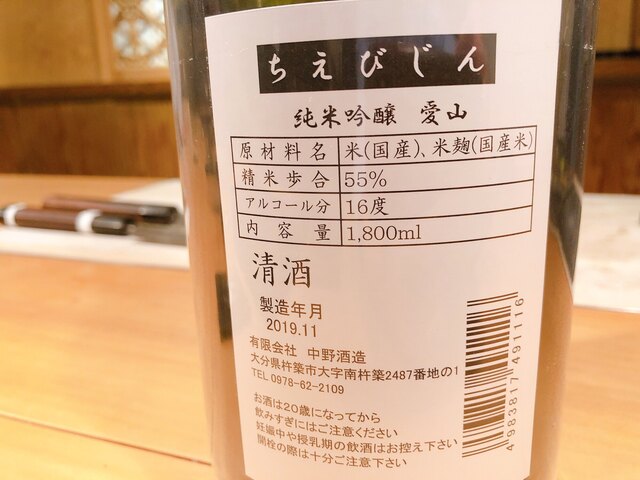 ちえびじん
純米吟醸 愛山
原材料名 米(国産)、米麹(国産米)
精米歩合 55%
アルコール分 16度
内容量 1,800ml
清酒
製造年月
2019.11
有限会社 中野酒造
大分県杵築市大字南杵築2487番地の1
TEL 0978-62-2109
お酒は20歳になってから
飲みすぎにはご注意ください
妊娠中や授乳期の飲酒はお控え下さい
開栓の際は十分ご注意下さい
4983817491116